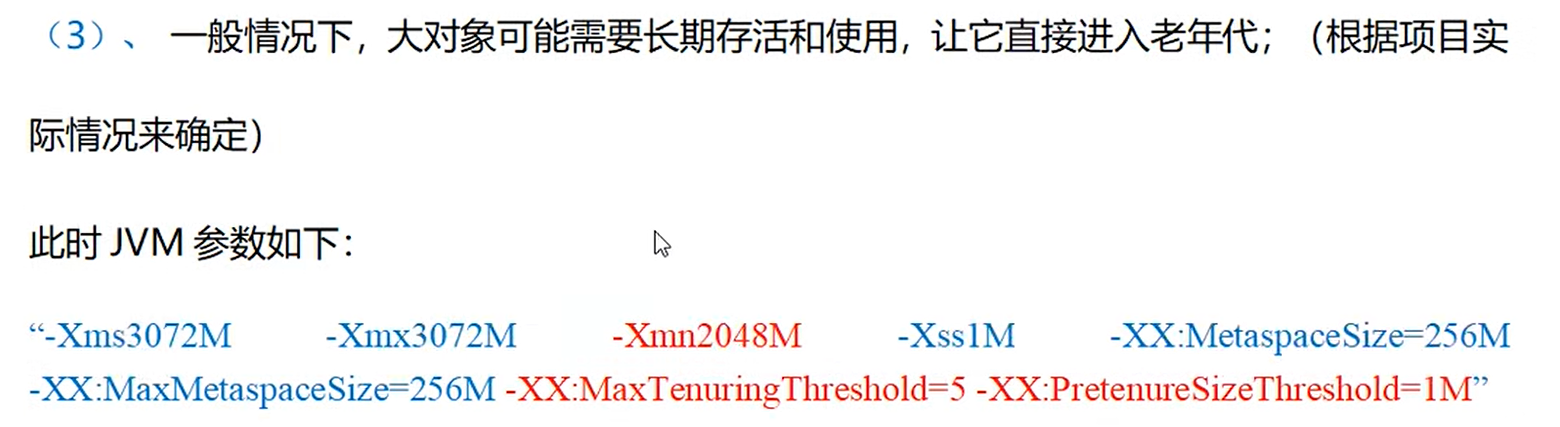 （3）、 一般情况下，大对象可能需要长期存活和使用，让它直接进入老年代；（根据项目实
际情况来确定）
此时 JVM 参数如下：
“-Xms3072M -Xmx3072M -Xmn2048M -Xss1M -XX:MetaspaceSize=256M
-XX:MaxMetaspaceSize=256M -XX:MaxTenuringThreshold=5 -XX:PretenureSizeThreshold=1M”